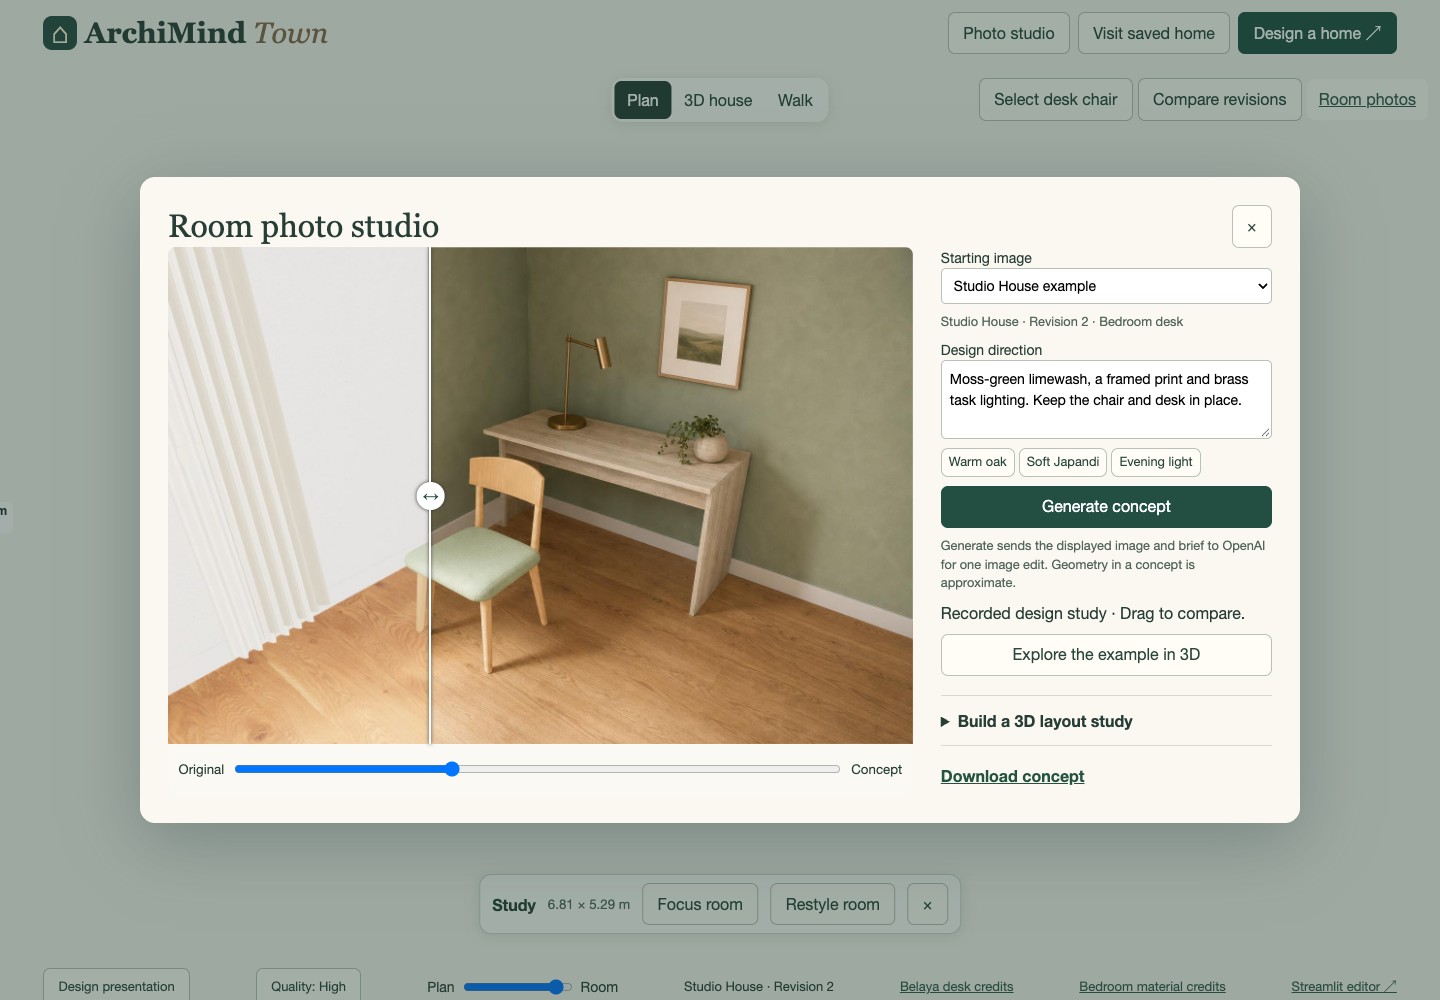 ArchiMind Town
Photo studio
Visit saved home
Design a home ↗
Plan
3D house
Walk
Select desk chair
Compare revisions
Room photos
Room photo studio
×
Starting image
Studio House example
Studio House · Revision 2 · Bedroom desk
Design direction
Moss-green limewash, a framed print and brass
task lighting. Keep the chair and desk in place.
Warm oak
Soft Japandi
Evening light
Generate concept
Generate sends the displayed image and brief to OpenAI
for one image edit. Geometry in a concept is
approximate.
Recorded design study · Drag to compare.
Explore the example in 3D
Build a 3D layout study
Download concept
Original
Concept
m
Study
6.81 × 5.29 m
Focus room
Restyle room
×
Design presentation
Quality: High
Plan
Room
Studio House · Revision 2
Belaya desk credits
Bedroom material credits
Streamlit editor ↗